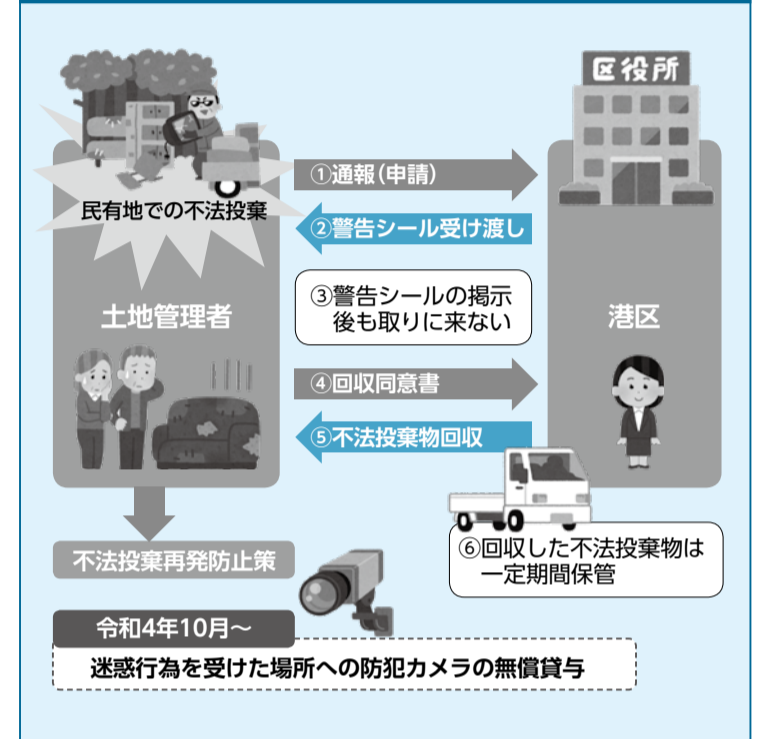 区役所
民有地での不法投棄
①通報(申請)
②警告シール受け渡し
土地管理者
③警告シールの掲示
後も取りに来ない
港区
④回収同意書
⑤不法投棄物回収
⑥回収した不法投棄物は
一定期間保管
不法投棄再発防止策
令和4年10月～
迷惑行為を受けた場所への防犯カメラの無償貸与